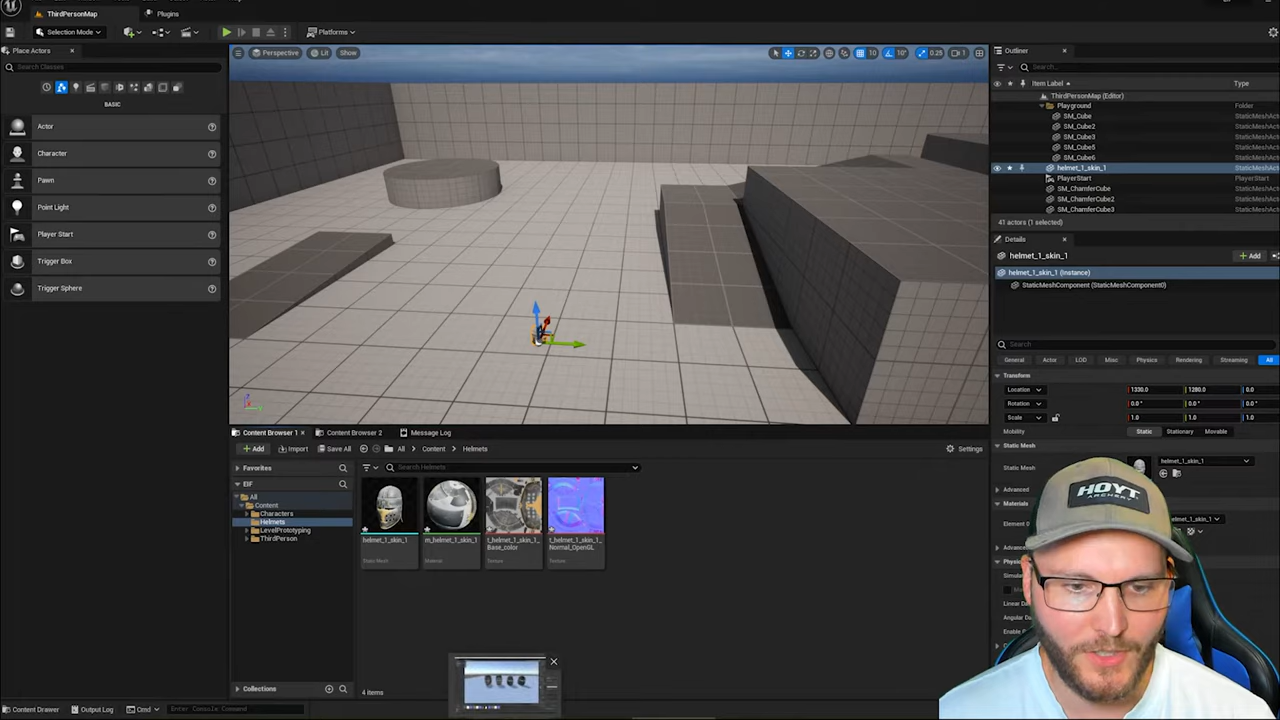 ThirdPersonMap
Plugins
Selection Mode
Platforms
Place Actors
Search Classes
BASIC
Actor
Character
Pawn
Point Light
Player Start
Trigger Box
Trigger Sphere
Perspective
Lit
Show
10
10°
0.25
1
Outliner
Search...
Item Label
Type
ThirdPersonMap (Editor)
Playground
Folder
SM_Cube
StaticMeshActor
SM_Cube2
StaticMeshActor
SM_Cube3
StaticMeshActor
SM_Cube5
StaticMeshActor
SM_Cube6
StaticMeshActor
helmet_1_skin_1
StaticMeshActor
PlayerStart
PlayerStart
SM_ChamferCube
StaticMeshActor
SM_ChamferCube2
StaticMeshActor
SM_ChamferCube3
StaticMeshActor
41 actors (1 selected)
Details
helmet_1_skin_1
Add
helmet_1_skin_1 (Instance)
StaticMeshComponent (StaticMeshComponent0)
Search
General
Actor
LOD
Misc
Physics
Rendering
Streaming
All
Transform
Location
1330.0
1280.0
0.0
Rotation
0.0 °
0.0 °
0.0 °
Scale
1.0
1.0
1.0
Mobility
Static
Stationary
Movable
Static Mesh
Static Mesh
helmet_1_skin_1
Advanced
Materials
Element 0
HOYT
ARCHERY
Content Browser 1
Content Browser 2
Message Log
Add
Import
Save All
All
Content
Helmets
Settings
Favorites
Search Helmets
EIF
All
Content
Characters
Helmets
LevelPrototyping
ThirdPerson
helmet_1_skin_1
Static Mesh
m_helmet_1_skin_1
Material
t_helmet_1_skin_1_
Base_color
Texture
t_helmet_1_skin_1_
Normal_OpenGL
Texture
Collections
4 items
Content Drawer
Output Log
Cmd
Enter Console Command